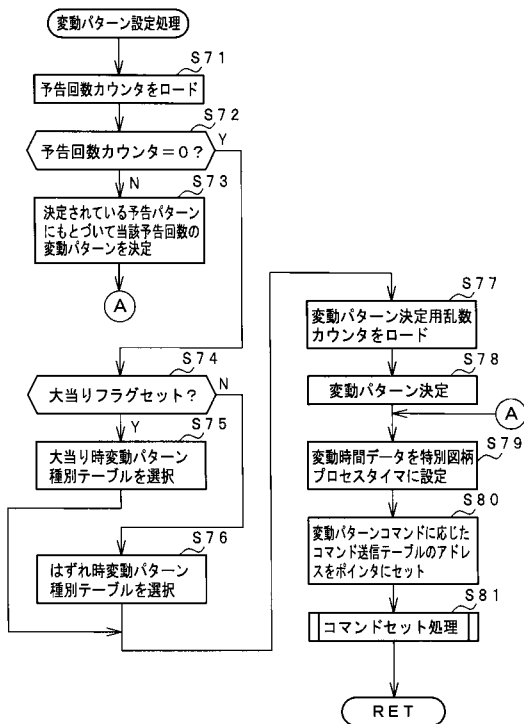 変動パターン設定処理
S71
予告回数カウンタをロード
S72
予告回数カウンタ=0?
Y
N
S73
決定されている予告パターン
にもとづいて当該予告回数の
変動パターンを決定
A
S74
大当りフラグセット?
N
Y
S75
大当り時変動パターン
種別テーブルを選択
S76
はずれ時変動パターン
種別テーブルを選択
S77
変動パターン決定用乱数
カウンタをロード
S78
変動パターン決定
A
S79
変動時間データを特別図柄
プロセスタイマに設定
S80
変動パターンコマンドに応じた
コマンド送信テーブルのアドレ
スをポインタにセット
S81
コマンドセット処理
RET